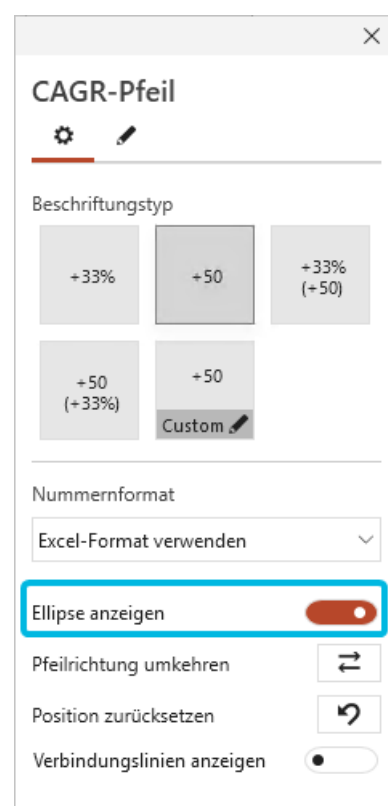 CAGR-Pfeil
Beschriftungstyp
+33%
+50
+33%
(+50)
+50
(+33%)
+50
Custom
Nummernformat
Excel-Format verwenden
Ellipse anzeigen
Pfeilrichtung umkehren
Position zurücksetzen
Verbindungslinien anzeigen